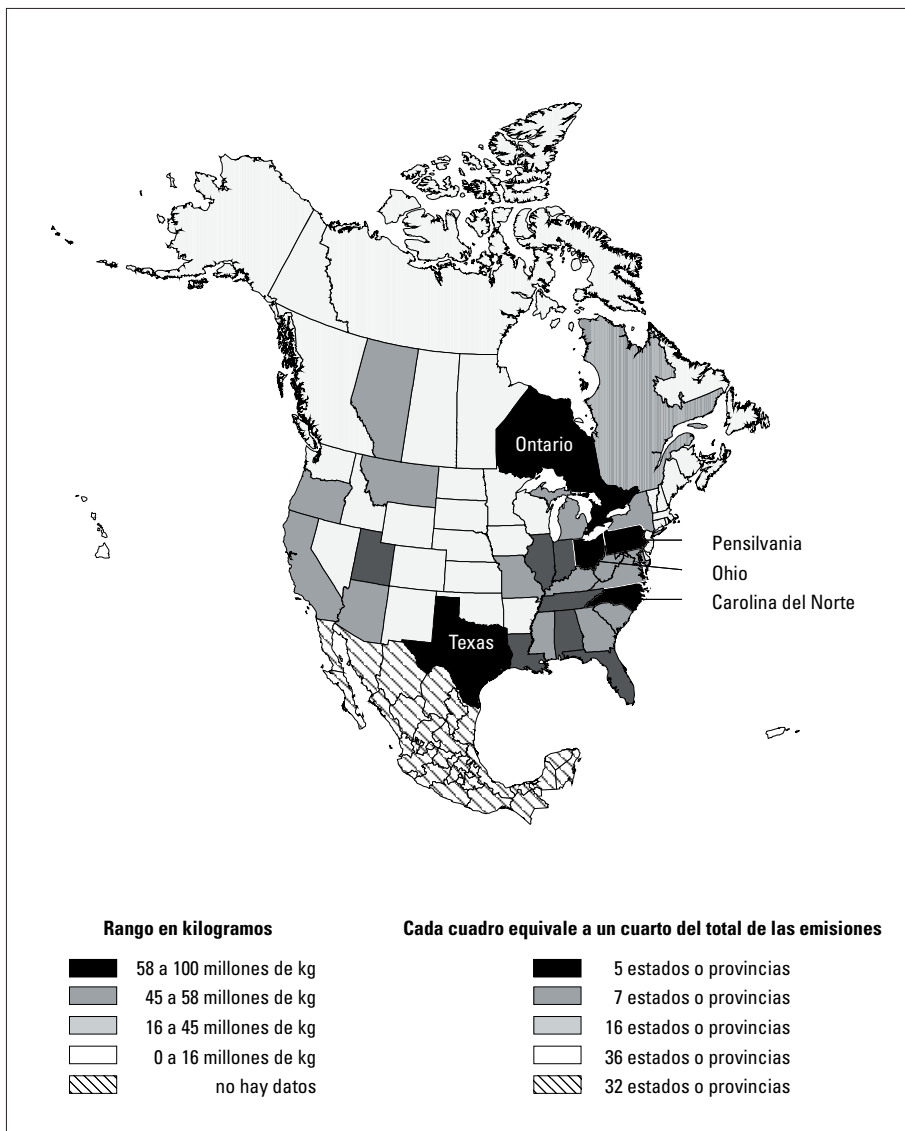 Ontario
Pensilvania
Ohio
Carolina del Norte
Texas
Rango en kilogramos
58 a 100 millones de kg
45 a 58 millones de kg
16 a 45 millones de kg
0 a 16 millones de kg
no hay datos
Cada cuadro equivale a un cuarto del total de las emisiones
5 estados o provincias
7 estados o provincias
16 estados o provincias
36 estados o provincias
32 estados o provincias